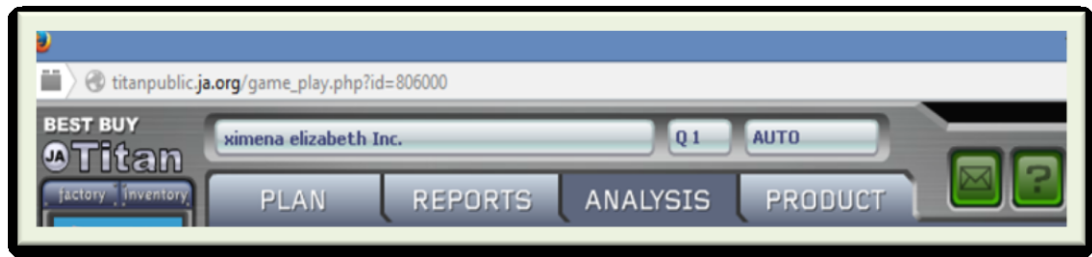 titanpublic.ja.org/game_play.php?id=806000
BEST BUY
JA Titan
ximena elizabeth Inc. Q 1 AUTO
factory inventory
PLAN REPORTS ANALYSIS PRODUCT
?